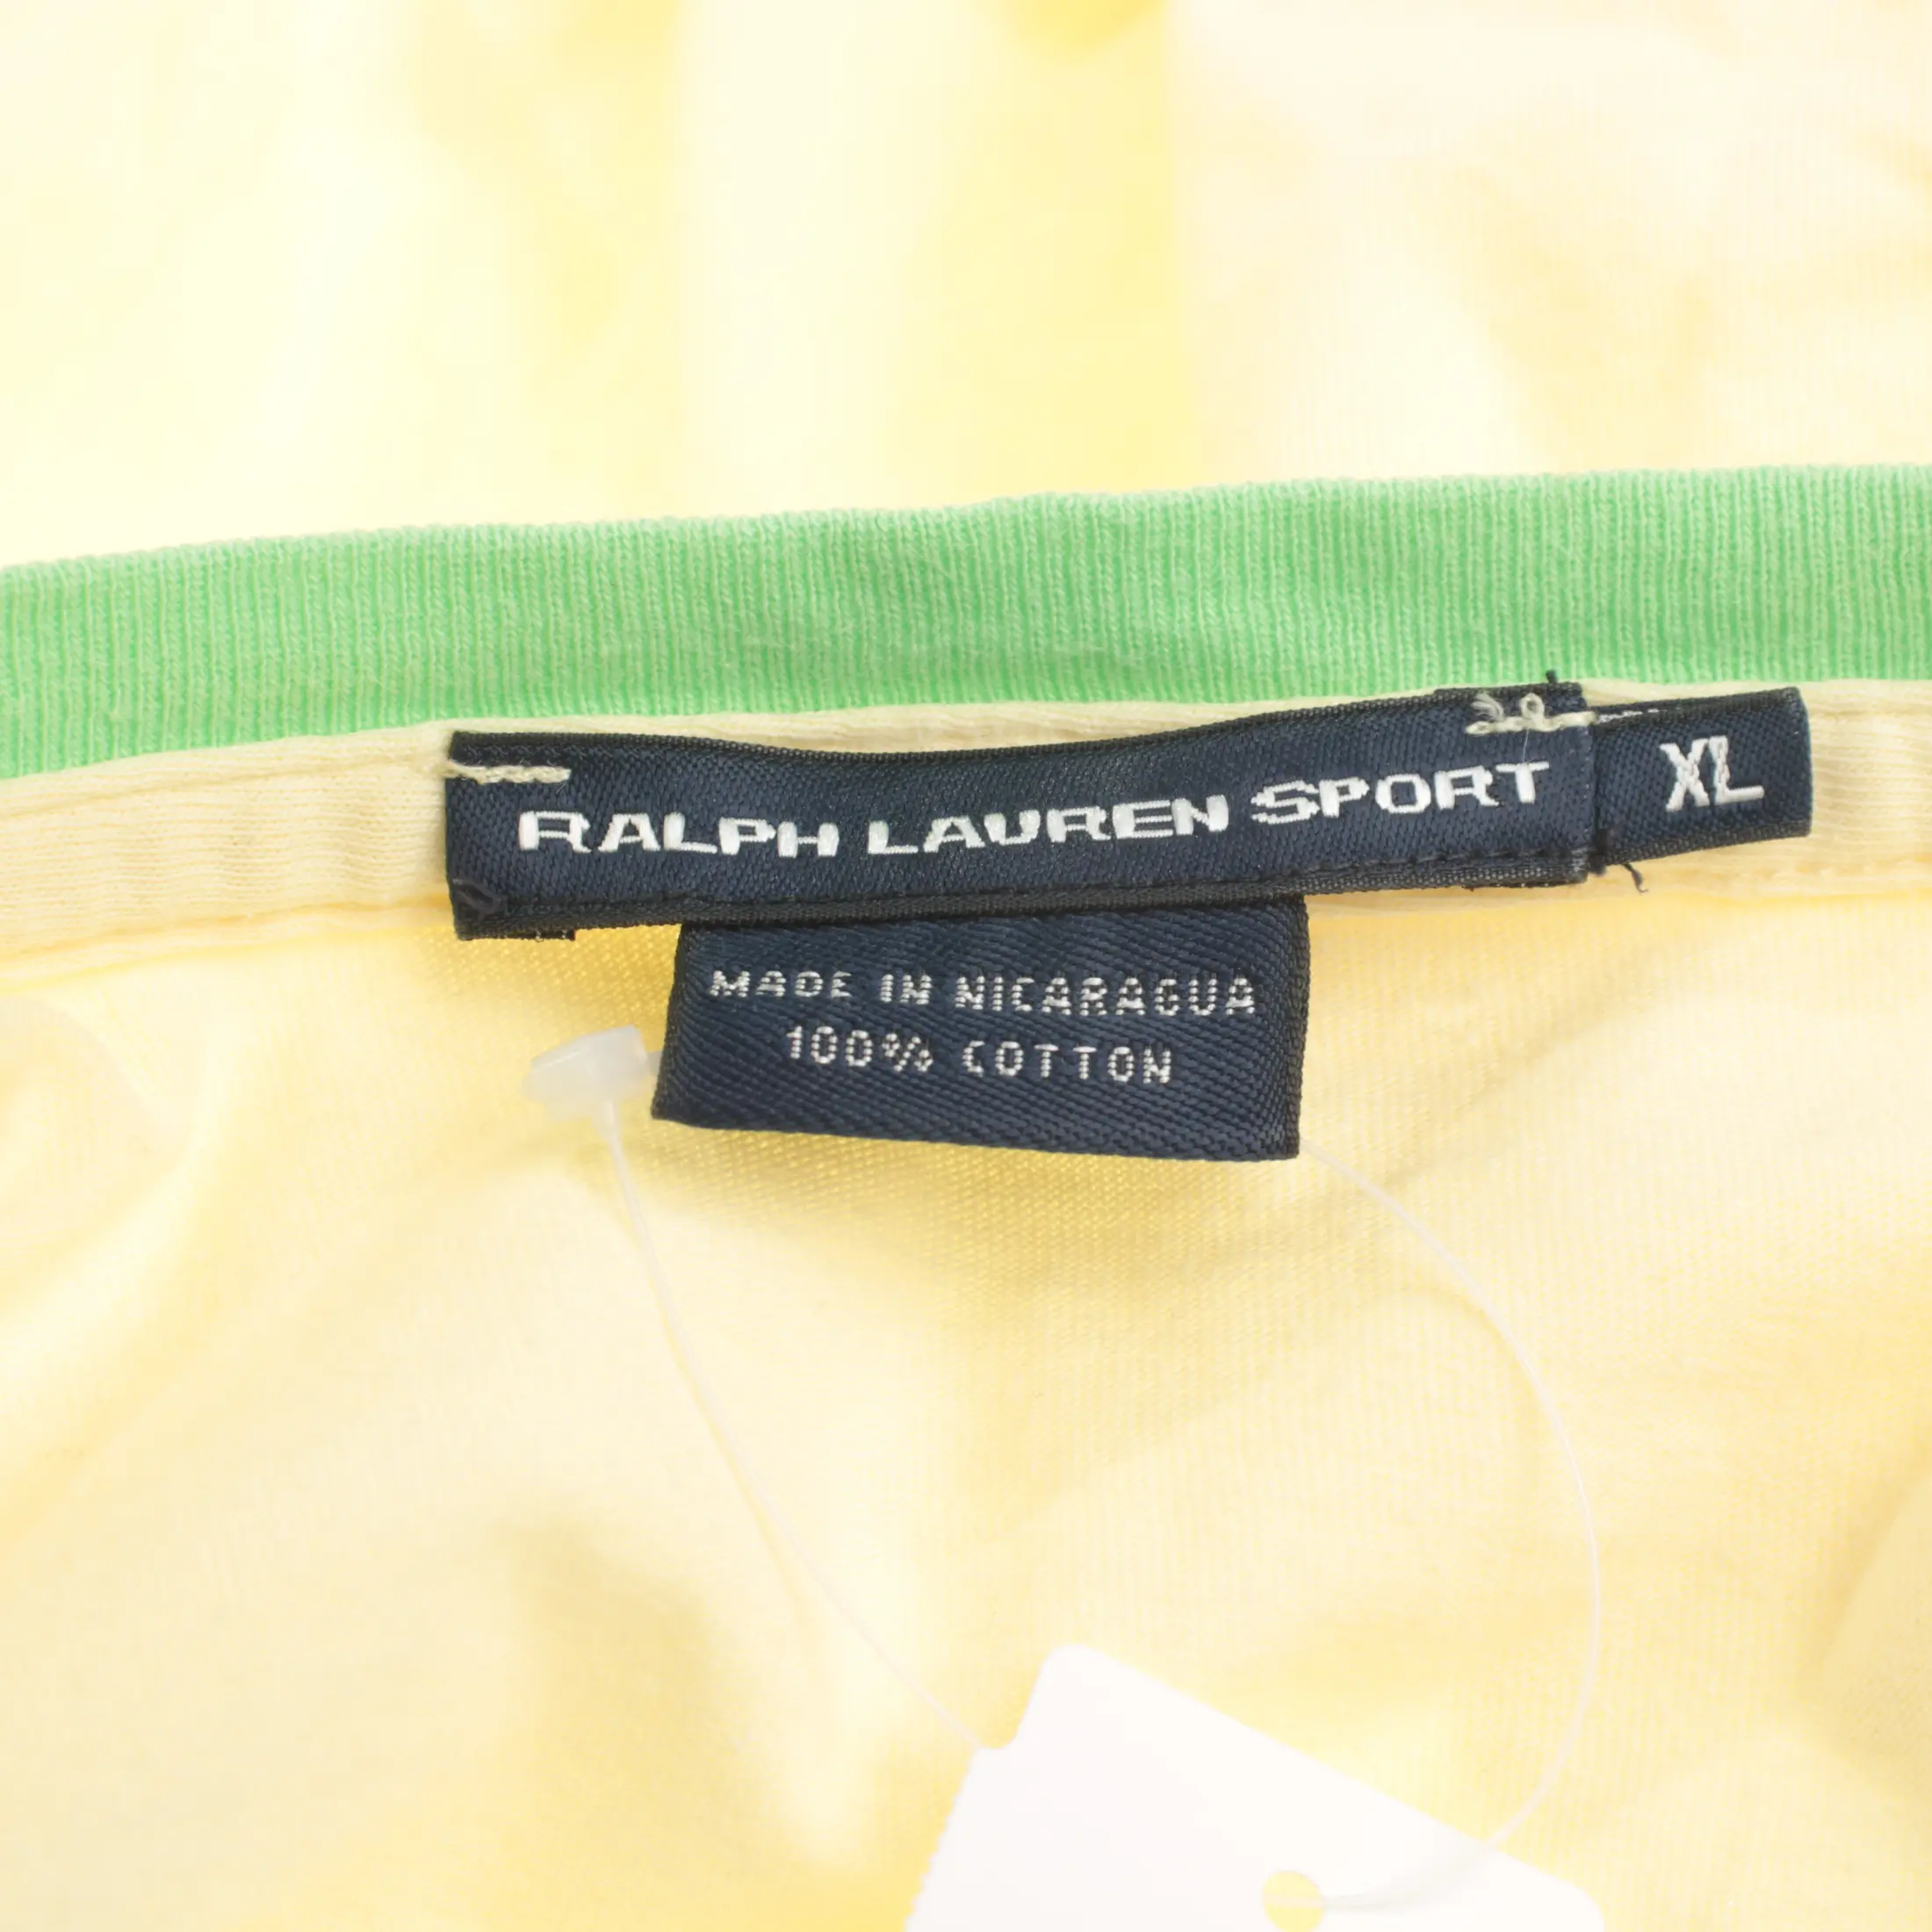 RALPH LAUREN SPORT XL
MADE IN NICARAGUA
100% COTTON